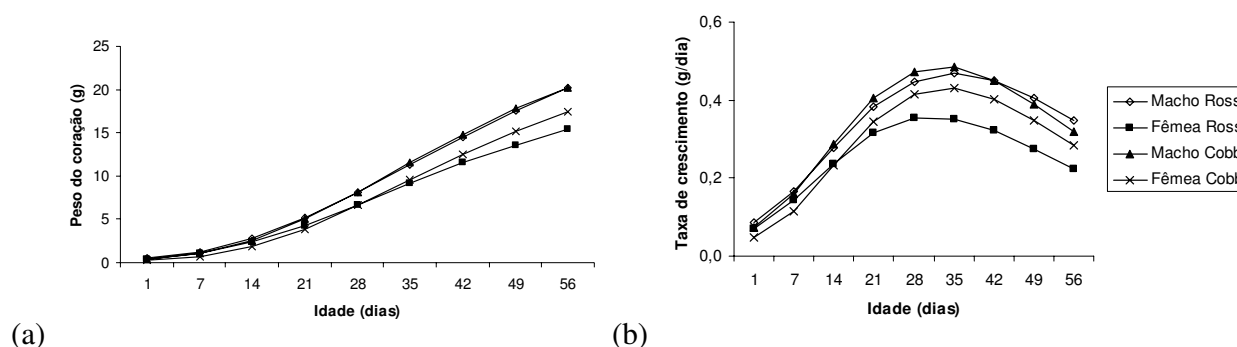 Peso do coração (g)
25
20
15
10
5
0
1 7 14 21 28 35 42 49 56
Idade (dias)
(a)
Taxa de crescimento (g/dia)
0,6
0,4
0,2
0,0
1 7 14 21 28 35 42 49 56
Idade (dias)
(b)
Macho Ross
Fêmea Ross
Macho Cobb
Fêmea Cobb